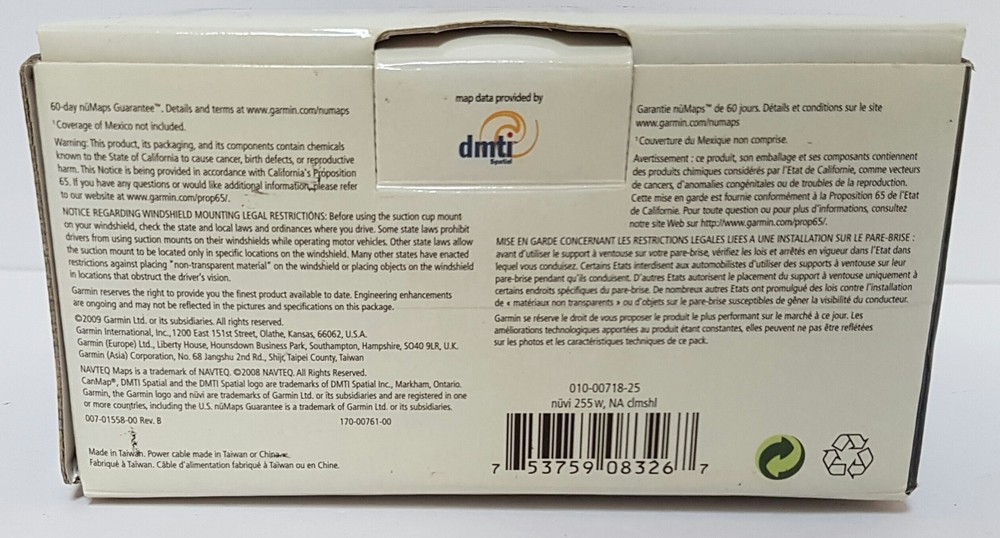 60-day nüMaps Guarantee™. Details and terms at www.garmin.com/numaps
¹Coverage of Mexico not included.
Warning: This product, its packaging, and its components contain chemicals
known to the State of California to cause cancer, birth defects, or reproductive
harm. This Notice is being provided in accordance with California's Proposition
65. If you have any questions or would like additional information, please refer
to our website at www.garmin.com/prop65/.
NOTICE REGARDING WINDSHIELD MOUNTING LEGAL RESTRICTIONS: Before using the suction cup mount
on your windshield, check the state and local laws and ordinances where you drive. Some state laws prohibit
drivers from using suction mounts on their windshields while operating motor vehicles. Other state laws allow
the suction mount to be located only in specific locations on the windshield. Many other states have enacted
restrictions against placing "non-transparent material" on the windshield or placing objects on the windshield
in locations that obstruct the driver's vision.
Garmin reserves the right to provide you the finest product available to date. Engineering enhancements
are ongoing and may not be reflected in the pictures and specifications on this package.
©2009 Garmin Ltd. or its subsidiaries. All rights reserved.
Garmin International, Inc., 1200 East 151st Street, Olathe, Kansas, 66062, U.S.A.
Garmin (Europe) Ltd., Liberty House, Hounsdown Business Park, Southampton, Hampshire, SO40 9LR, U.K.
Garmin (Asia) Corporation, No. 68 Jangshu 2nd Rd., Shijr, Taipei County, Taiwan
NAVTEQ Maps is a trademark of NAVTEQ. ©2008 NAVTEQ. All Rights Reserved.
CanMap®, DMTI Spatial and the DMTI Spatial logo are trademarks of DMTI Spatial Inc., Markham, Ontario.
Garmin, the Garmin logo and nüvi are trademarks of Garmin Ltd. or its subsidiaries and are registered in one
or more countries, including the U.S. nüMaps Guarantee is a trademark of Garmin Ltd. or its subsidiaries.
007-01558-00 Rev. B 170-00761-00
Made in Taiwan. Power cable made in Taiwan or China.
Fabriqué à Taïwan. Câble d'alimentation fabriqué à Taïwan ou en Chine.
map data provided by
dmti
Spatial
Garantie nüMaps™ de 60 jours. Détails et conditions sur le site
www.garmin.com/numaps
¹Couverture du Mexique non comprise.
Avertissement : ce produit, son emballage et ses composants contiennent
des produits chimiques considérés par l'Etat de Californie, comme vecteurs
de cancers, d'anomalies congénitales ou de troubles de la reproduction.
Cette mise en garde est fournie conformément à la Proposition 65 de l'Etat
de Californie. Pour toute question ou pour plus d'informations, consultez
notre site Web sur http://www.garmin.com/prop65/.
MISE EN GARDE CONCERNANT LES RESTRICTIONS LEGALES LIEES A UNE INSTALLATION SUR LE PARE-BRISE :
avant d'utiliser le support à ventouse sur votre pare-brise, vérifiez les lois et arrêtés en vigueur dans l'Etat dans
lequel vous conduisez. Certains Etats interdisent aux automobilistes d'utiliser des supports à ventouse sur leur
pare-brise pendant qu'ils conduisent. D'autres Etats autorisent le placement du support à ventouse uniquement à
certains endroits spécifiques du pare-brise. De nombreux autres Etats ont promulgué des lois contre l'installation
de « matériaux non transparents » ou d'objets sur le pare-brise susceptibles de gêner la visibilité du conducteur.
Garmin se réserve le droit de vous proposer le produit le plus performant sur le marché à ce jour. Les
améliorations technologiques apportées au produit étant constantes, elles peuvent ne pas être reflétées
sur les photos et les caractéristiques techniques de ce pack.
010-00718-25
nüvi 255w, NA clmshl
7 53759 08326 7